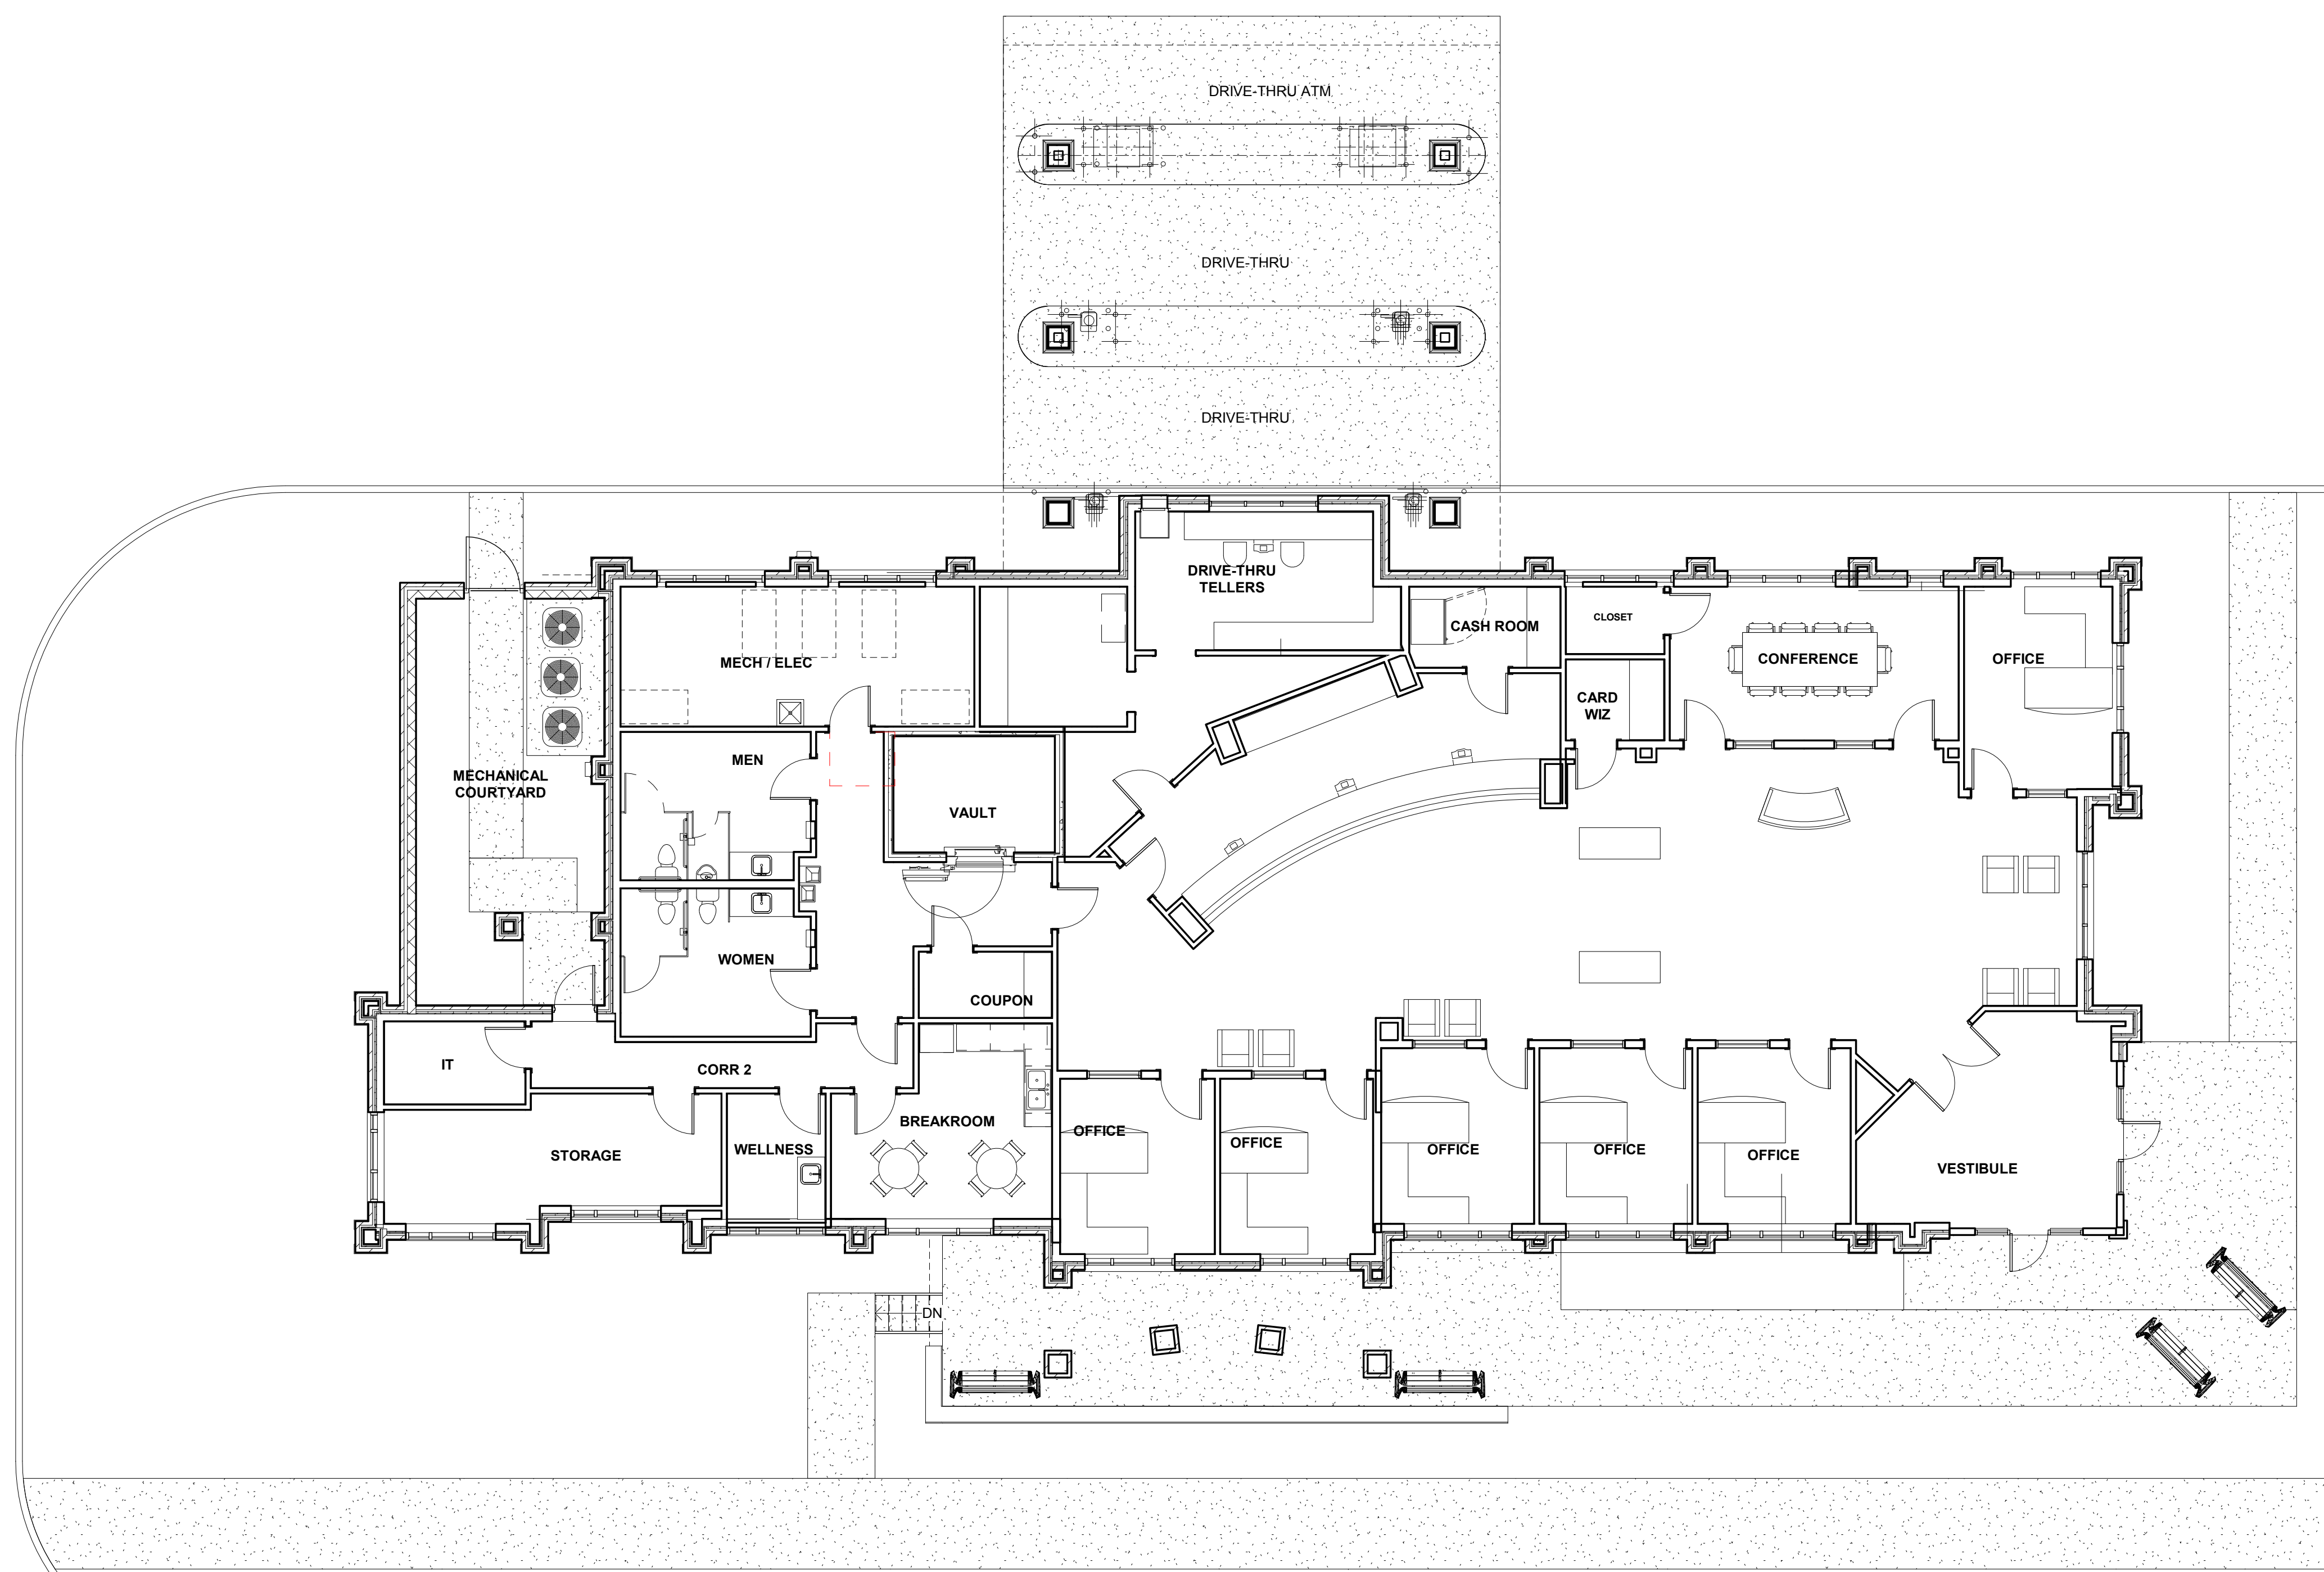 DRIVE-THRU ATM
DRIVE-THRU
DRIVE-THRU
DRIVE-THRU
TELLERS
CASH ROOM
CLOSET
CONFERENCE
OFFICE
MECH / ELEC
CARD
WIZ
MEN
MECHANICAL
COURTYARD
VAULT
WOMEN
COUPON
IT
CORR 2
BREAKROOM
OFFICE
OFFICE
OFFICE
OFFICE
OFFICE
STORAGE
WELLNESS
VESTIBULE
DN